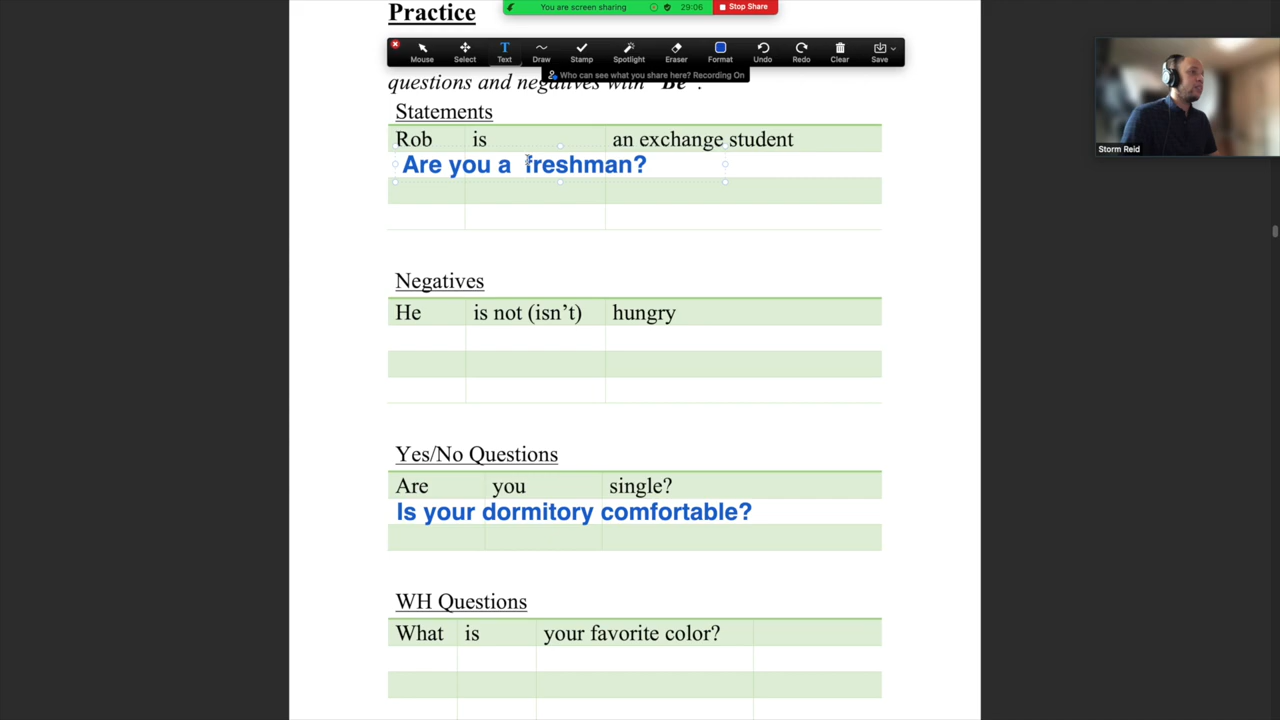 Practice
You are screen sharing 29:06 Stop Share
Mouse Select Text Draw Stamp Spotlight Eraser Format Undo Redo Clear Save
Who can see what you share here? Recording On
questions and negatives with "Be".
Statements
Rob is an exchange student
Are you a freshman?
Storm Reid
Negatives
He is not (isn’t) hungry
Yes/No Questions
Are you single?
Is your dormitory comfortable?
WH Questions
What is your favorite color?